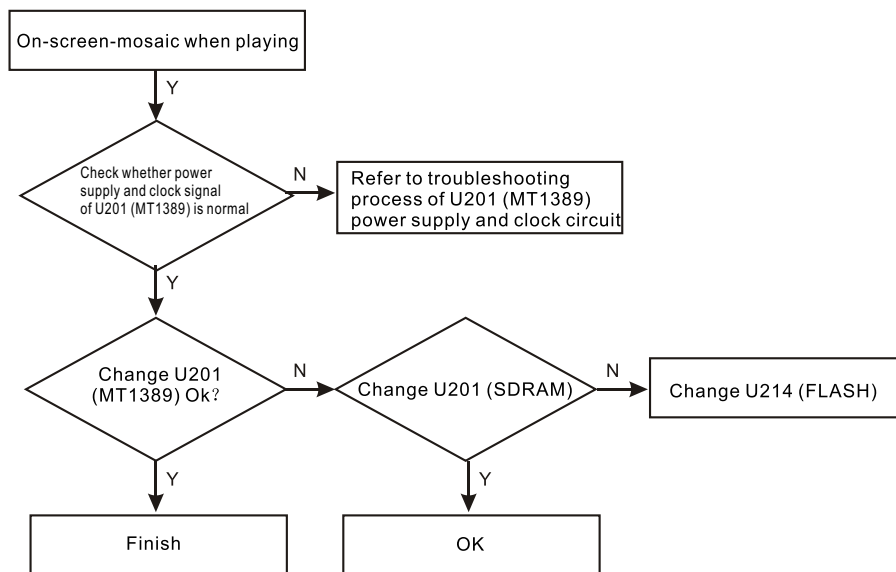 On-screen-mosaic when playing
Y
Check whether power
supply and clock signal
of U201 (MT1389) is normal
N
Refer to troubleshooting
process of U201 (MT1389)
power supply and clock circuit
Y
Change U201
(MT1389) Ok?
N
Change U201 (SDRAM)
N
Change U214 (FLASH)
Y
Y
Finish
OK